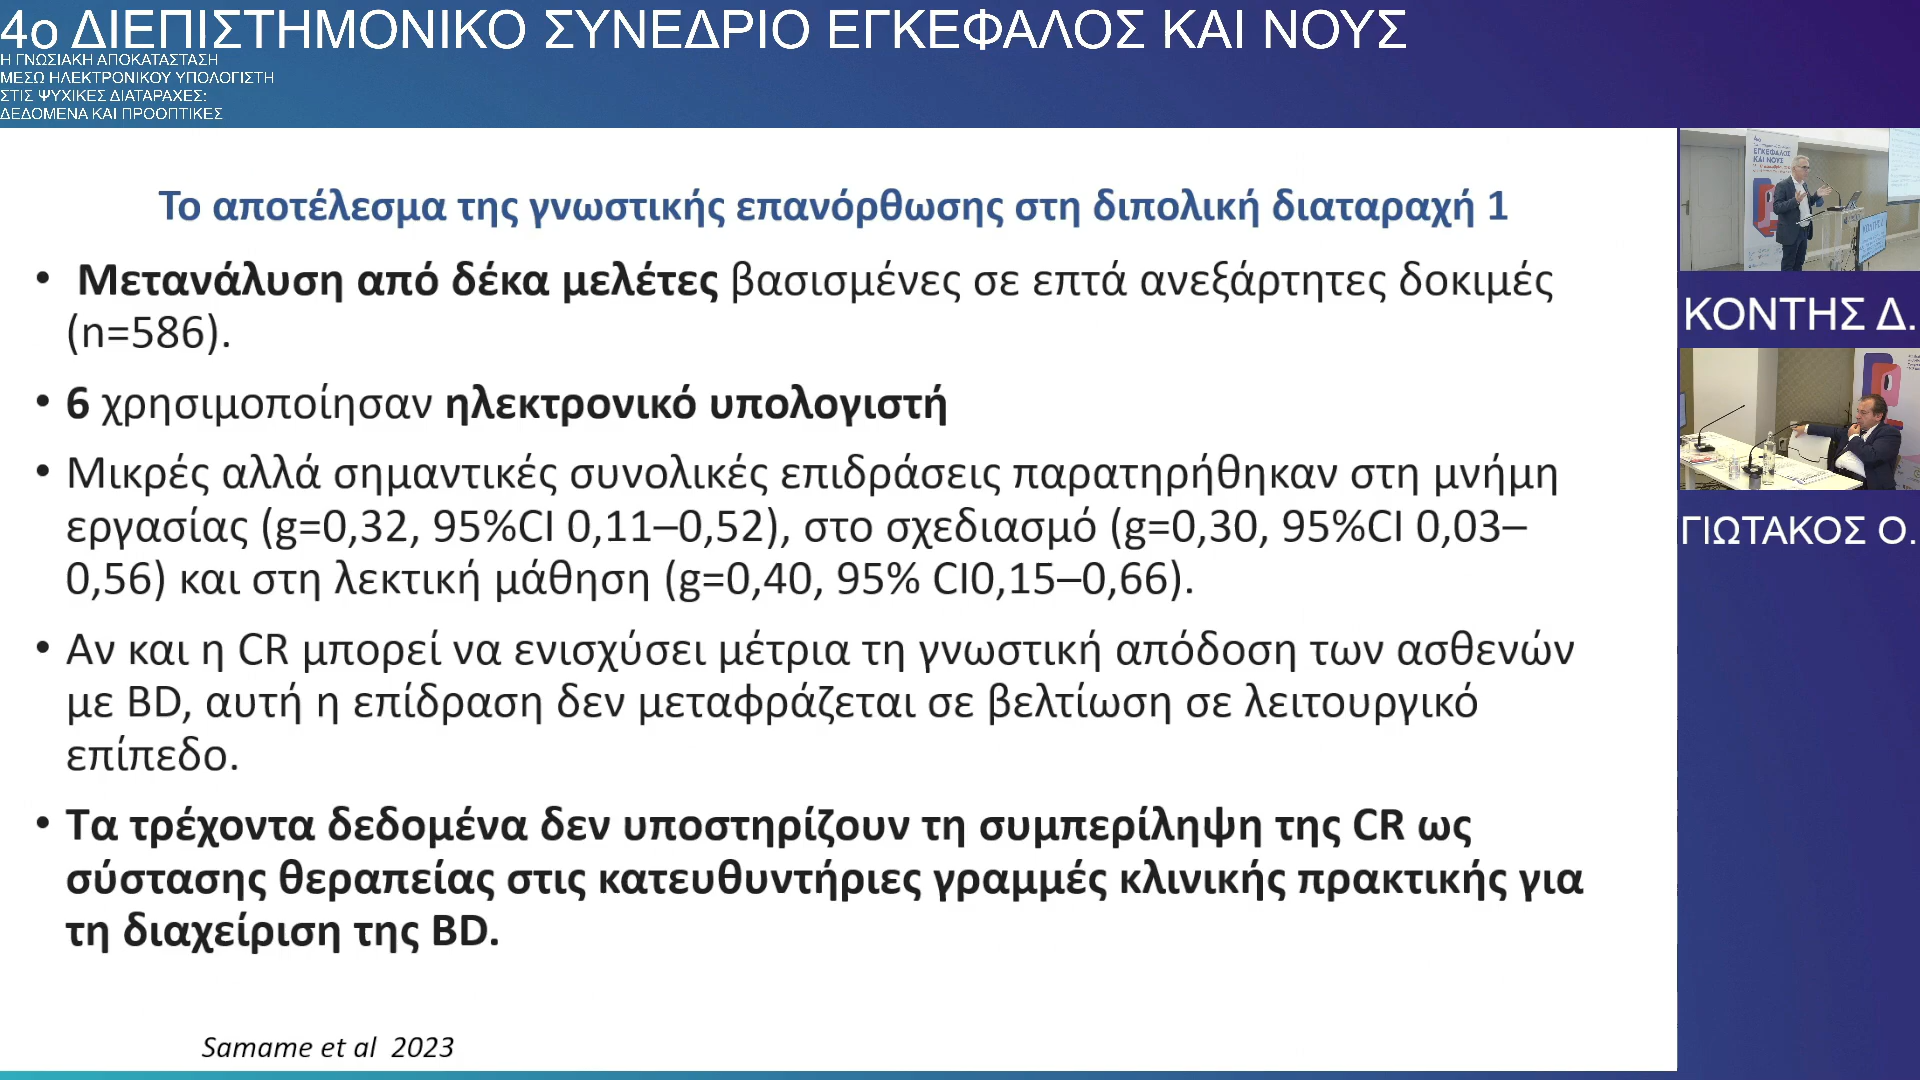 4ο ΔΙΕΠΙΣΤΗΜΟΝΙΚΟ ΣΥΝΕΔΡΙΟ ΕΓΚΕΦΑΛΟΣ ΚΑΙ ΝΟΥΣ
Η ΓΝΩΣΙΑΚΗ ΑΠΟΚΑΤΑΣΤΑΣΗ
ΜΕΣΩ ΗΛΕΚΤΡΟΝΙΚΟΥ ΥΠΟΛΟΓΙΣΤΗ
ΣΤΙΣ ΨΥΧΙΚΕΣ ΔΙΑΤΑΡΑΧΕΣ:
ΔΕΔΟΜΕΝΑ ΚΑΙ ΠΡΟΟΠΤΙΚΕΣ
Το αποτέλεσμα της γνωστικής επανόρθωσης στη διπολική διαταραχή 1
• Μετανάλυση από δέκα μελέτες βασισμένες σε επτά ανεξάρτητες δοκιμές
(n=586).
• 6 χρησιμοποίησαν ηλεκτρονικό υπολογιστή
• Μικρές αλλά σημαντικές συνολικές επιδράσεις παρατηρήθηκαν στη μνήμη
εργασίας (g=0,32, 95%CI 0,11–0,52), στο σχεδιασμό (g=0,30, 95%CI 0,03–
0,56) και στη λεκτική μάθηση (g=0,40, 95% CI0,15–0,66).
• Αν και η CR μπορεί να ενισχύσει μέτρια τη γνωστική απόδοση των ασθενών
με BD, αυτή η επίδραση δεν μεταφράζεται σε βελτίωση σε λειτουργικό
επίπεδο.
• Τα τρέχοντα δεδομένα δεν υποστηρίζουν τη συμπερίληψη της CR ως
σύστασης θεραπείας στις κατευθυντήριες γραμμές κλινικής πρακτικής για
τη διαχείριση της BD.
Samame et al 2023
ΕΓΚΕΦΑΛΟΣ
ΚΑΙ ΝΟΥΣ
ΚΟΝΤΗΣ Δ.
ΓΙΩΤΑΚΟΣ Ο.